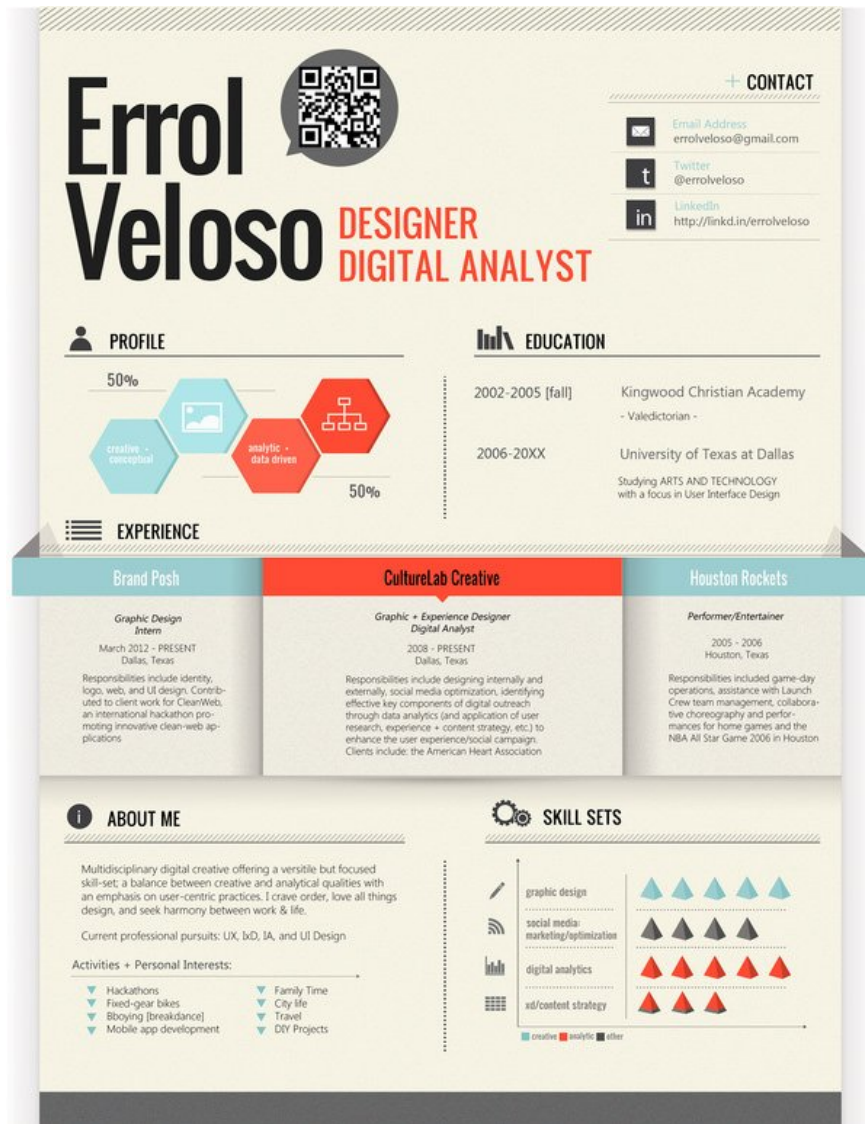 Errol
Veloso
DESIGNER
DIGITAL ANALYST
+ CONTACT
Email Address
errolveloso@gmail.com
t
Twitter
@errolveloso
in
LinkedIn
http://linkd.in/errolveloso
PROFILE
50%
creative +
conceptual
analytic +
data driven
50%
EDUCATION
2002-2005 [fall]
Kingwood Christian Academy
- Valedictorian -
2006-20XX
University of Texas at Dallas
Studying ARTS AND TECHNOLOGY
with a focus in User Interface Design
EXPERIENCE
Brand Posh
Graphic Design
Intern
March 2012 - PRESENT
Dallas, Texas
Responsibilities include identity,
logo, web, and UI design. Contrib-
uted to client work for CleanWeb,
an international hackathon pro-
moting innovative clean-web ap-
plications
CultureLab Creative
Graphic + Experience Designer
Digital Analyst
2008 - PRESENT
Dallas, Texas
Responsibilities include designing internally and
externally, social media optimization, identifying
effective key components of digital outreach
through data analytics (and application of user
research, experience + content strategy, etc.) to
enhance the user experience/social campaign.
Clients include: the American Heart Association
Houston Rockets
Performer/Entertainer
2005 - 2006
Houston, Texas
Responsibilities included game-day
operations, assistance with Launch
Crew team management, collabora-
tive choreography and perfor-
mances for home games and the
NBA All Star Game 2006 in Houston
i
ABOUT ME
Multidisciplinary digital creative offering a versitile but focused
skill-set; a balance between creative and analytical qualities with
an emphasis on user-centric practices. I crave order, love all things
design, and seek harmony between work & life.
Current professional pursuits: UX, IxD, IA, and UI Design
Activities + Personal Interests:
Hackathons
Fixed-gear bikes
Bboying [breakdance]
Mobile app development
Family Time
City life
Travel
DIY Projects
SKILL SETS
graphic design
social media:
marketing/optimization
digital analytics
xd/content strategy
creative analytic other